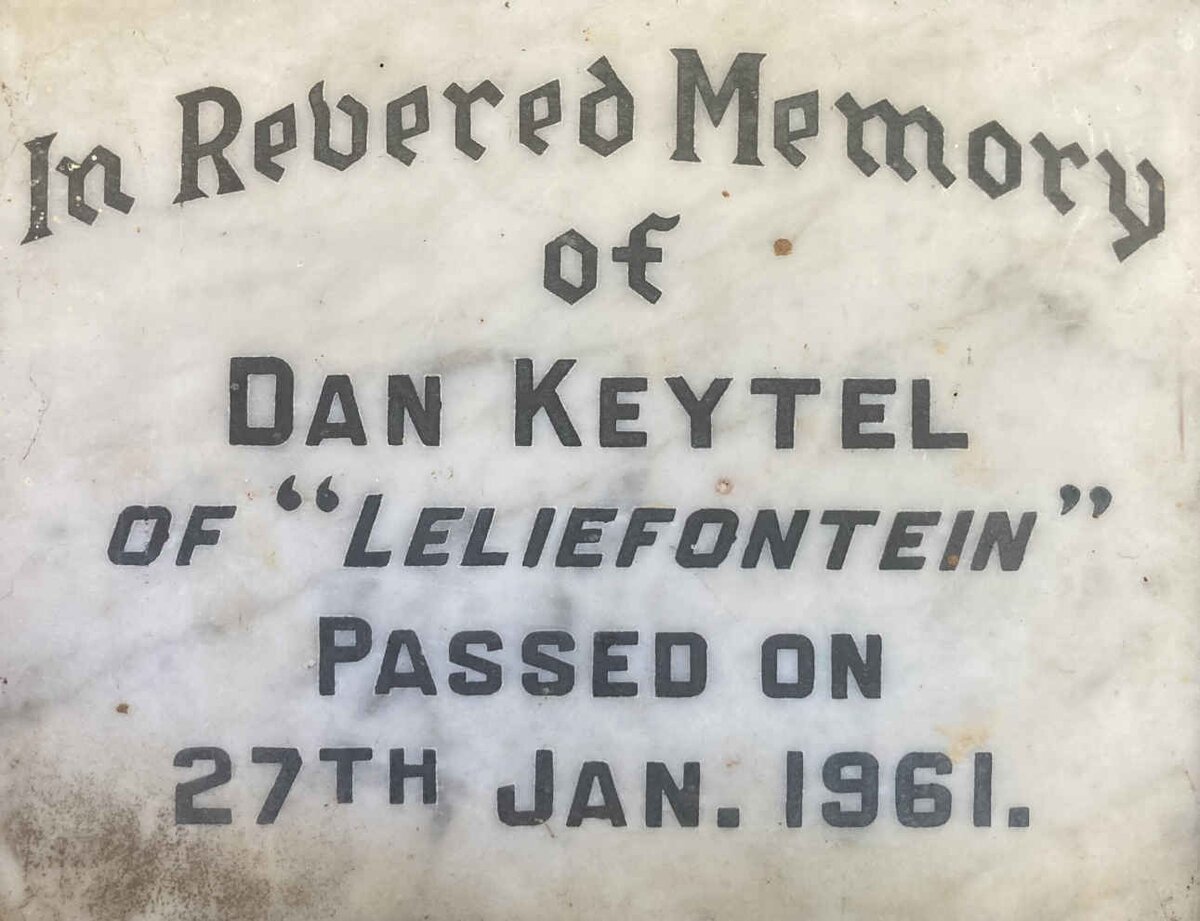 In Revered Memory
of
DAN KEYTEL
OF “LELIEFONTEIN”
PASSED ON
27TH JAN. 1961.